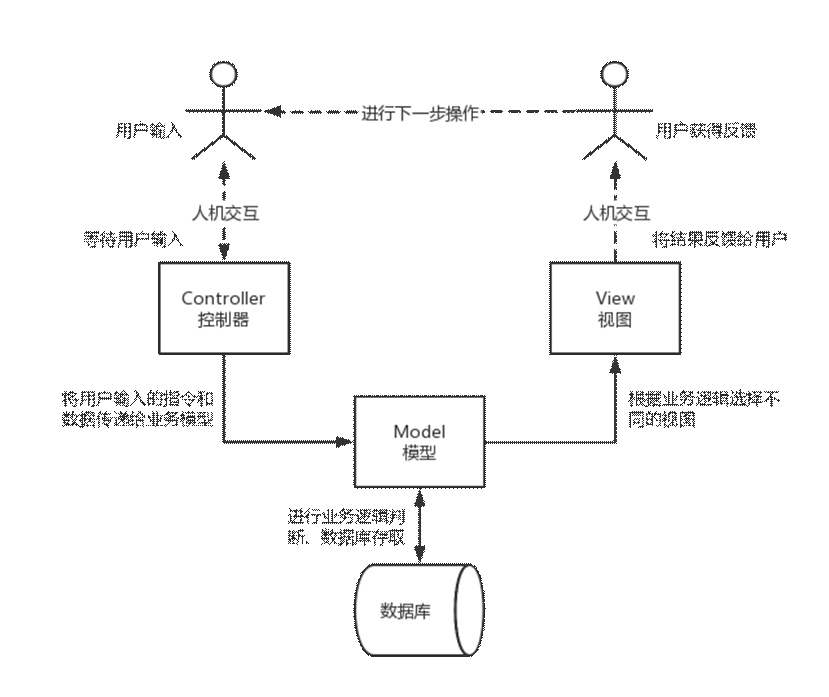 进行下一步操作
用户输入
用户获得反馈
人机交互
人机交互
等待用户输入
将结果反馈给用户
Controller
控制器
View
视图
将用户输入的指令和
数据传递给业务模型
根据业务逻辑选择不
同的视图
Model
模型
进行业务逻辑判
断、数据库存取
数据库